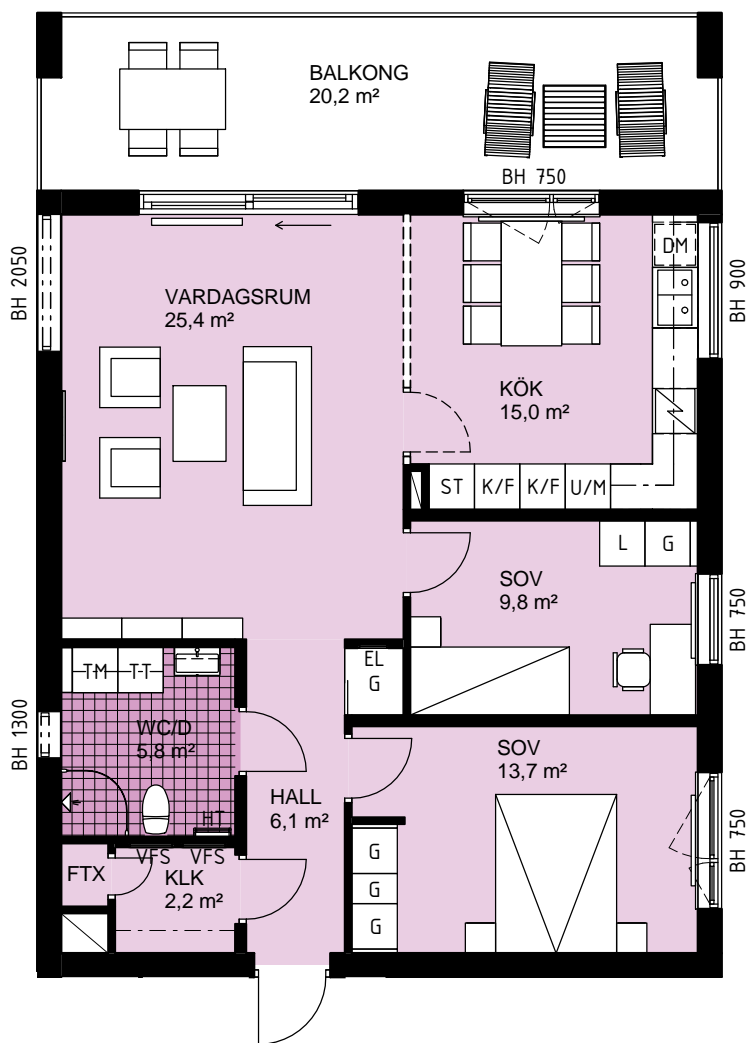 BALKONG
20,2 m²
BH 750
BH 2050
VARDAGSRUM
25,4 m²
DM
BH 900
KÖK
15,0 m²
ST
K/F
K/F
U/M
L
G
SOV
9,8 m²
BH 750
EL
G
TM
TT
WC/D
5,8 m²
BH 1300
HT
HALL
6,1 m²
SOV
13,7 m²
BH 750
G
G
G
FTX
VFS
VFS
KLK
2,2 m²